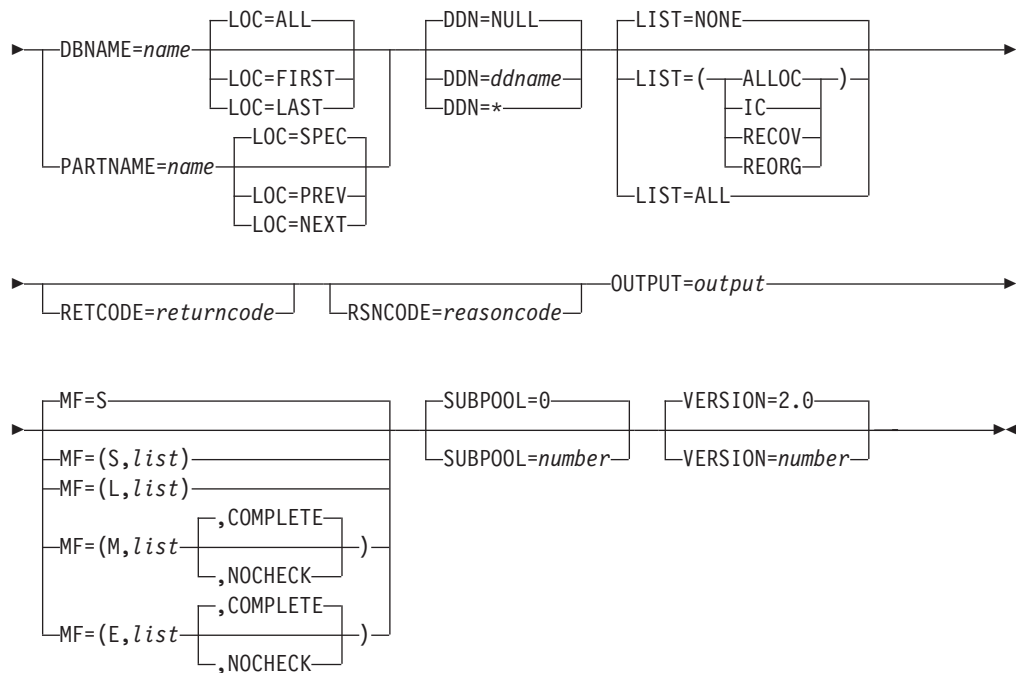 LOC=ALL DDN=NULL LIST=NONE
DBNAME=name
LOC=FIRST DDN=ddname LIST=( ALLOC )
LOC=LAST DDN=* IC
LOC=SPEC RECOV
PARTNAME=name REORG
LOC=PREV LIST=ALL
LOC=NEXT
OUTPUT=output
RETCODE=returncode RSNCODE=reasoncode
MF=S SUBPOOL=0 VERSION=2.0
MF=(S,list) SUBPOOL=number VERSION=number
MF=(L,list)
,COMPLETE
MF=(M,list )
,NOCHECK
,COMPLETE
MF=(E,list )
,NOCHECK